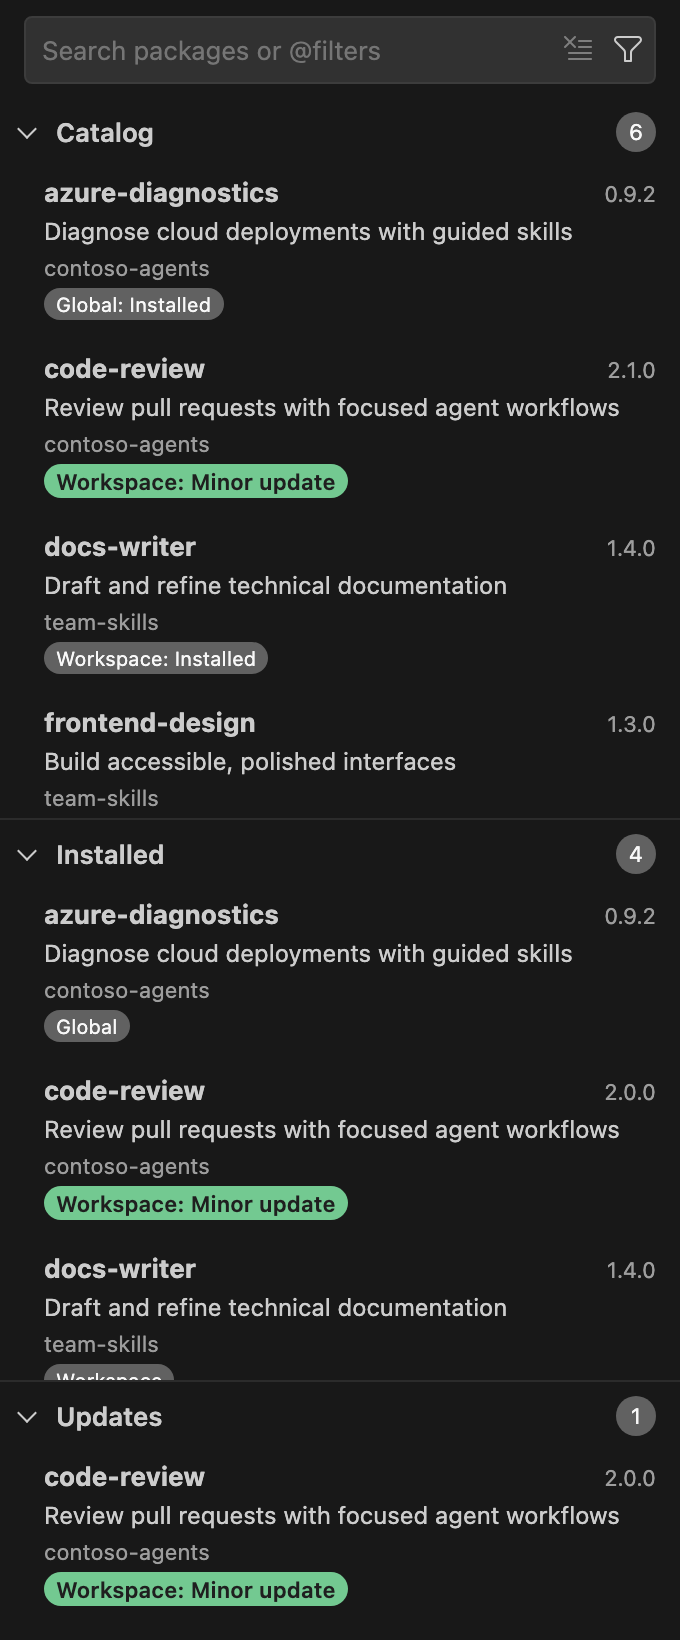 Search packages or @filters
Catalog 6
azure-diagnostics 0.9.2
Diagnose cloud deployments with guided skills
contoso-agents
Global: Installed
code-review 2.1.0
Review pull requests with focused agent workflows
contoso-agents
Workspace: Minor update
docs-writer 1.4.0
Draft and refine technical documentation
team-skills
Workspace: Installed
frontend-design 1.3.0
Build accessible, polished interfaces
team-skills
Installed 4
azure-diagnostics 0.9.2
Diagnose cloud deployments with guided skills
contoso-agents
Global
code-review 2.0.0
Review pull requests with focused agent workflows
contoso-agents
Workspace: Minor update
docs-writer 1.4.0
Draft and refine technical documentation
team-skills
Workspace
Updates 1
code-review 2.0.0
Review pull requests with focused agent workflows
contoso-agents
Workspace: Minor update